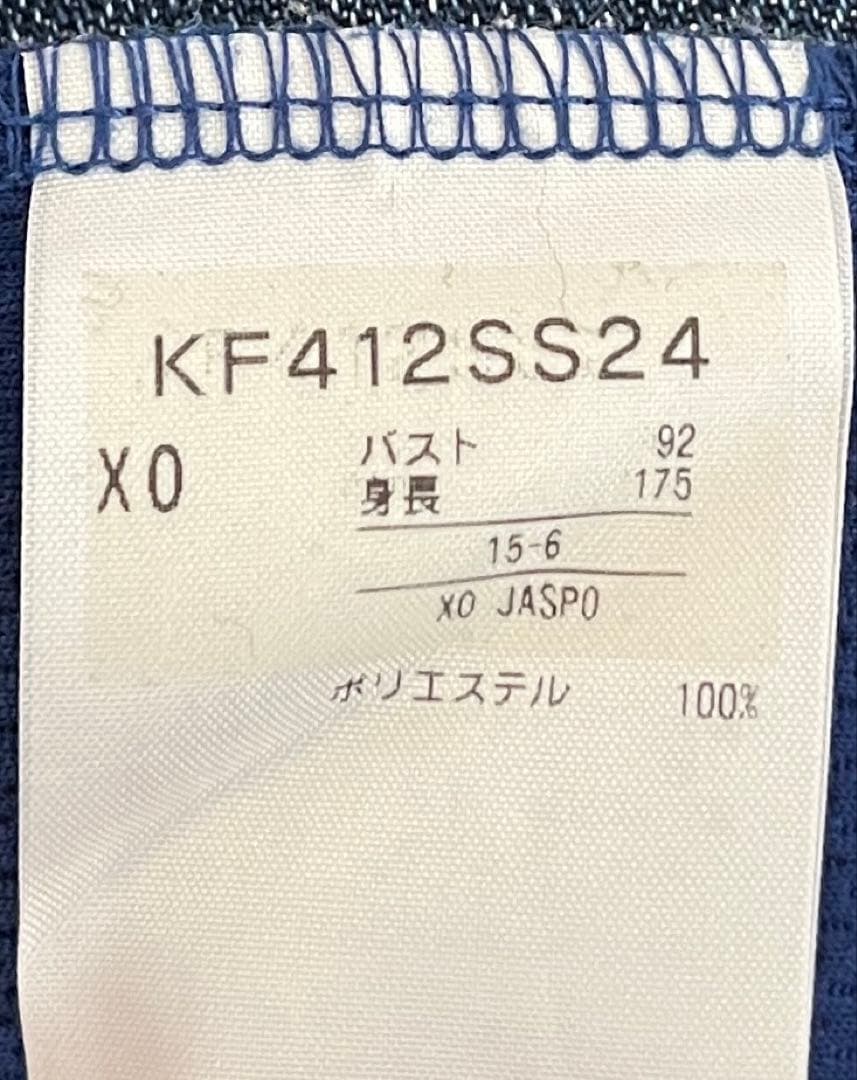 KF412SS24
XO
バスト 92
身長 175
15-6
XO JASPO
ポリエステル 100%